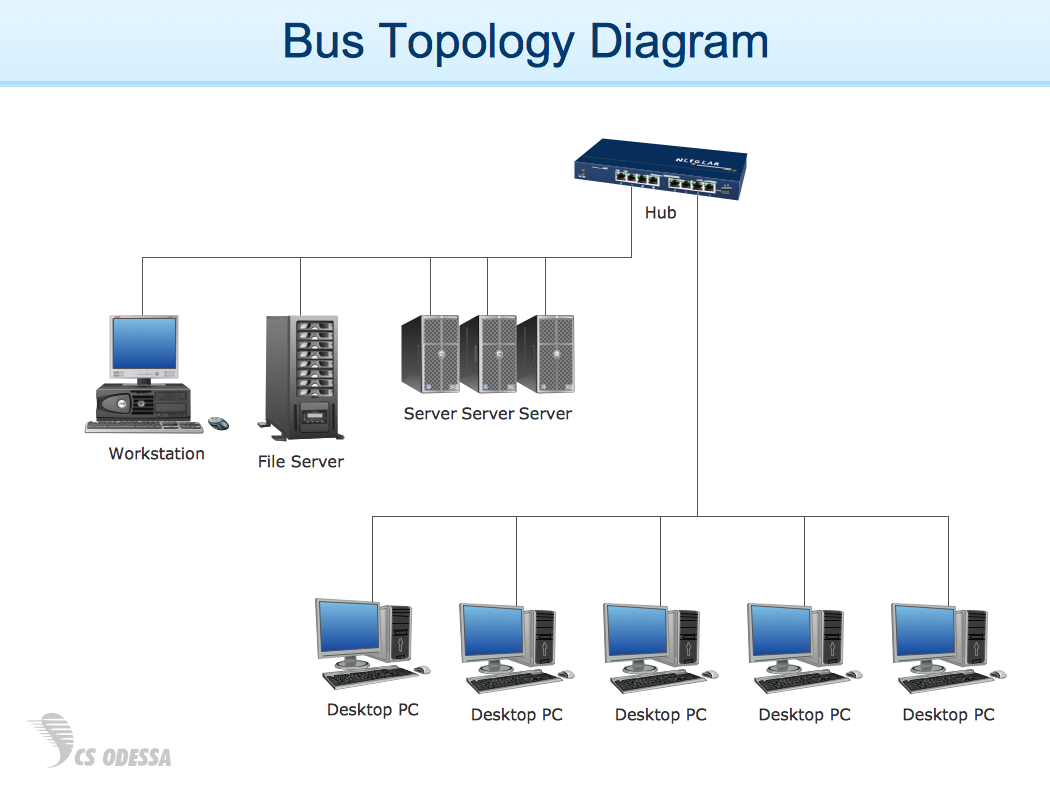 Bus Topology Diagram
NETGEAR
Hub
Server Server Server
Workstation
File Server
Desktop PC
Desktop PC
Desktop PC
Desktop PC
Desktop PC
CS ODESSA